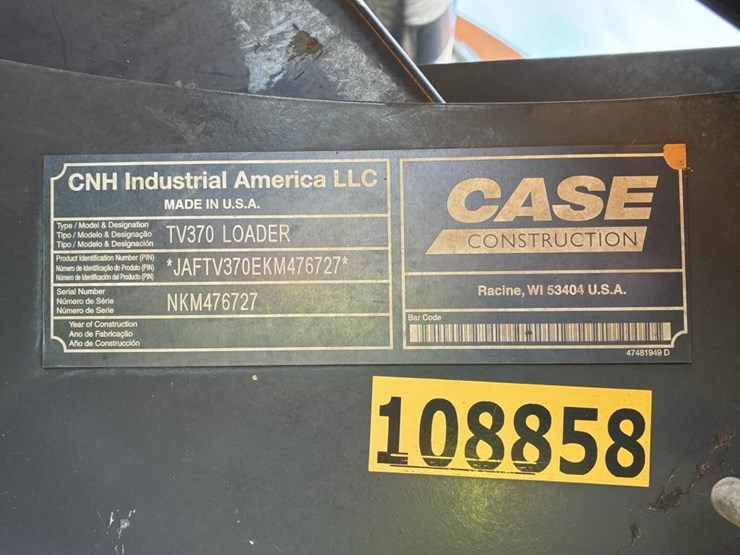 CNH Industrial America LLC
MADE IN U.S.A.
Type / Model & Designation
Tipo / Modelo & Designação
Tipo / Modelo & Designación
TV370 LOADER
Product Identification Number (PIN)
Número de Identificação do Produto (PIN)
Número de Identificación del Producto (PIN)
*JAFTV370EKM476727*
Serial Number
Número de Série
Número de Serie
NKM476727
Year of Construction
Ano de Fabricação
Año de Construcción
CASE
CONSTRUCTION
Racine, WI 53404 U.S.A.
Bar Code
47481949 D
108858